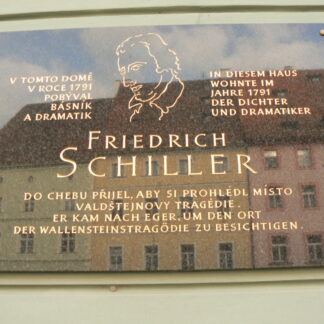 V TOMTO DOMĚ
V ROCE 1791
POBÝVAL
BÁSNÍK
A DRAMATIK
IN DIESEM HAUS
WOHNTE IM
JAHRE 1791
DER DICHTER
UND DRAMATIKER
FRIEDRICH
SCHILLER
DO CHEBU PŘIJEL, ABY SI PROHLÉDL MÍSTO
VALDŠTEJNOVY TRAGÉDIE.
ER KAM NACH EGER, UM DEN ORT
DER WALLENSTEINSTRAGÖDIE ZU BESICHTIGEN.